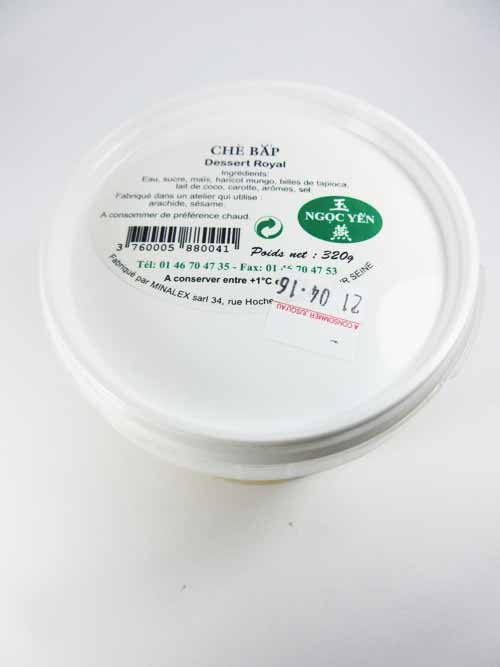 CHÈ BẮP
Dessert Royal
Ingrédients:
Eau, sucre, maïs, haricot mungo, billes de tapioca,
lait de coco, carotte, arômes, sel
Fabriqué dans un atelier qui utilise :
arachide, sésame.
A consommer de préférence chaud.
玉
NGỌC YẾN
燕
3 760005 880041
Poids net : 320g
Tél: 01 46 70 47 35 - Fax: 01 70 47 53
A conserver entre +1°C
Fabriqué par MINALEX sarl 34, rue Hoche SEINE
21 04.16
A CONSOMMER JUSQU'AU